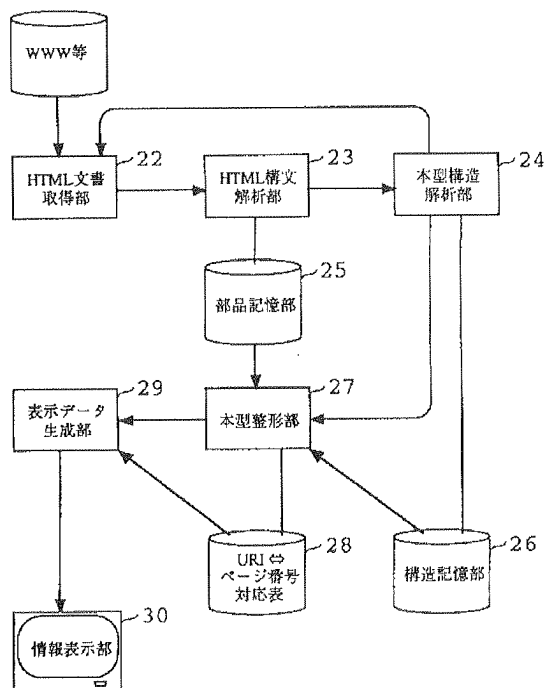 WWW等
22
HTML文書
取得部
23
HTML構文
解析部
24
本型構造
解析部
25
部品記憶部
29
表示データ
生成部
27
本型整形部
28
URI ⇔
ページ番号
対応表
26
構造記憶部
30
情報表示部